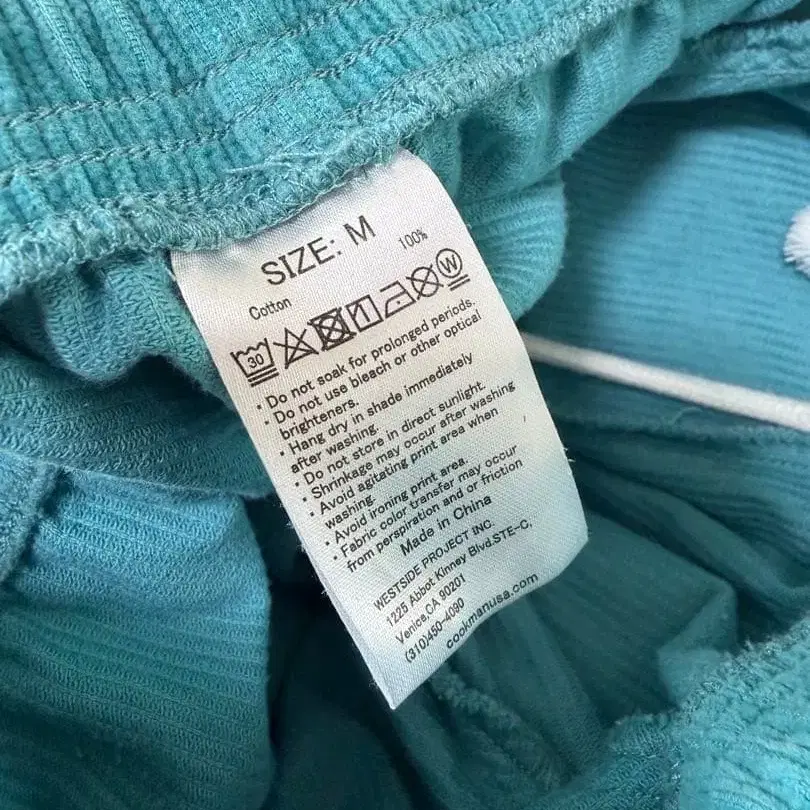 SIZE: M
Cotton 100%
30 W
· Do not soak for prolonged periods.
· Do not use bleach or other optical
brighteners.
· Hang dry in shade immediately
after washing.
· Do not store in direct sunlight.
· Shrinkage may occur after washing
· Avoid agitating print area when
washing.
· Avoid ironing print area.
· Fabric color transfer may occur
from perspiration and or friction
Made in China
WESTSIDE PROJECT INC.
1225 Abbot Kinney Blvd.STE-C,
Venice,CA 90201
(310)450-4090
cookmanusa.com